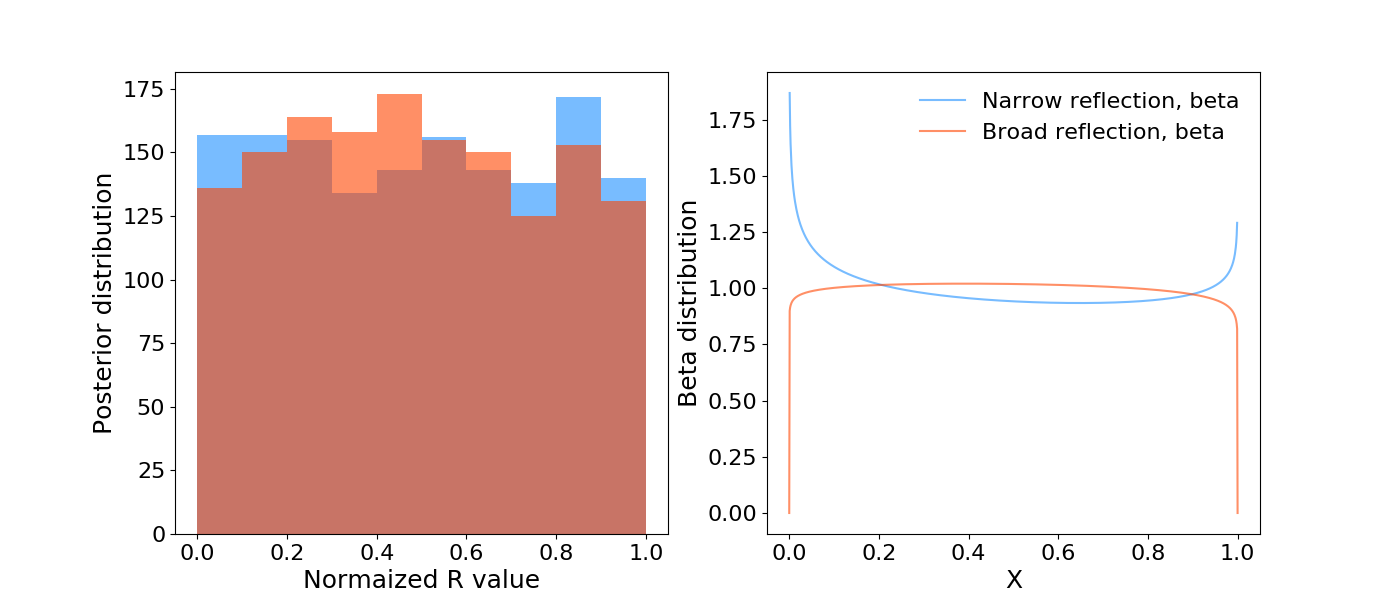 175
150
125
100
75
50
25
0
0.0 0.2 0.4 0.6 0.8 1.0
Posterior distribution
Normaized R value
1.75
1.50
1.25
1.00
0.75
0.50
0.25
0.00
0.0 0.2 0.4 0.6 0.8 1.0
Beta distribution
X
Narrow reflection, beta
Broad reflection, beta